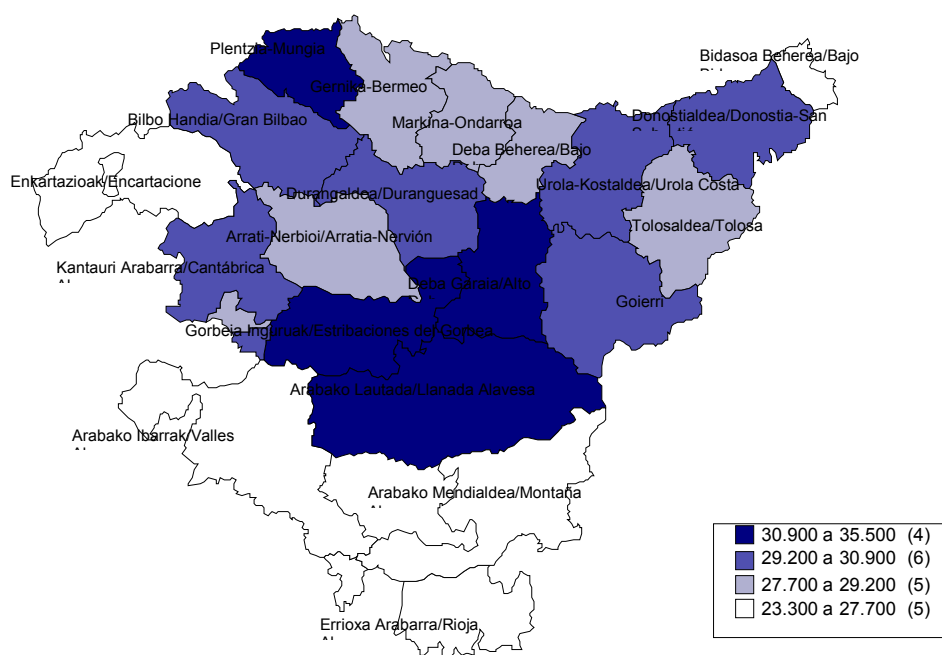 Plentzia-Mungia
Bidasoa Beherea/Bajo
Gernika-Bermeo
Bilbo Handia/Gran Bilbao
Markina-Ondarroa
Donostialdea/Donostia-San
Deba Beherea/Bajo
Enkartazioak/Encartacione
Durangaldea/Duranguesad
Urola-Kostaldea/Urola Costa
Arrati-Nerbioi/Arratia-Nervión
Tolosaldea/Tolosa
Kantauri Arabarra/Cantábrica
Deba Garaia/Alto
Goierri
Gorbeia Inguruak/Estribaciones del Gorbea
Arabako Lautada/Llanada Alavesa
Arabako Ibarrak/Valles
Arabako Mendialdea/Montaña
Errioxa Arabarra/Rioja
30.900 a 35.500 (4)
29.200 a 30.900 (6)
27.700 a 29.200 (5)
23.300 a 27.700 (5)